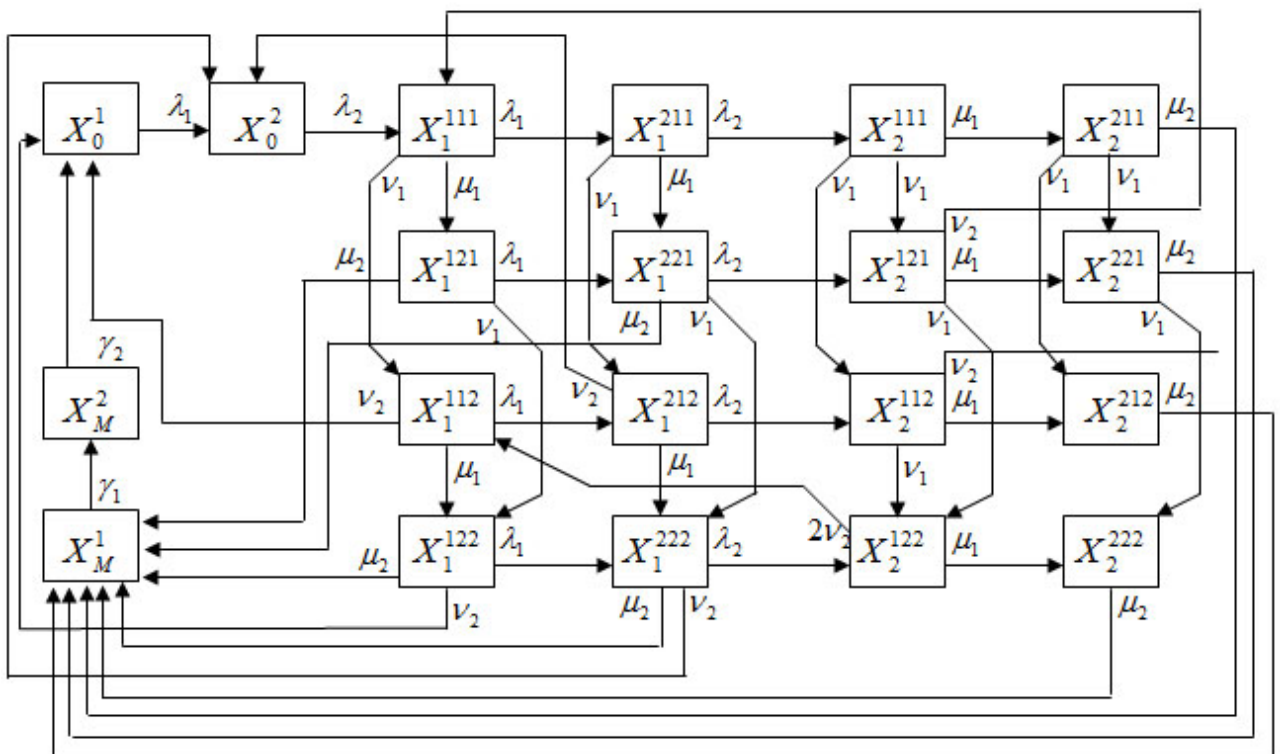 X_0^1 λ_1 X_0^2 λ_2 X_1^{111} λ_1 X_1^{211} λ_2 X_2^{111} μ_1 X_2^{211} μ_2
ν_1 μ_1 ν_1 μ_1 ν_1 ν_1 ν_1 ν_1
μ_2 X_1^{121} λ_1 X_1^{221} λ_2 X_2^{121} ν_2 μ_1 X_2^{221} μ_2
ν_1 μ_2 ν_1 ν_1 ν_1
γ_2
X_M^2 ν_2 X_1^{112} λ_1 ν_2 X_1^{212} λ_2 X_2^{112} ν_2 μ_1 X_2^{212} μ_2
γ_1 μ_1 μ_1 ν_1
X_M^1 μ_2 X_1^{122} λ_1 X_1^{222} λ_2 2ν_2 X_2^{122} μ_1 X_2^{222}
ν_2 μ_2 ν_2 μ_2